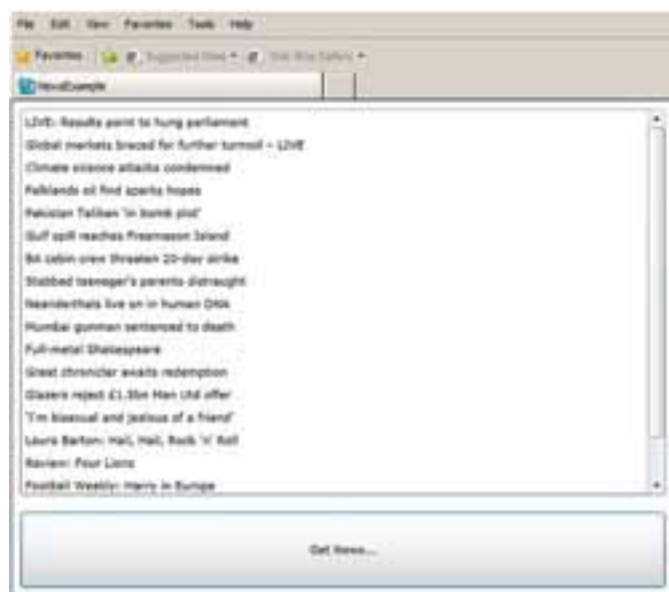 File Edit View Favorites Tools Help
Favorites Suggested Sites Web Slice Gallery
NewsExample
LIVE: Results point to hung parliament
Global markets braced for further turmoil – LIVE
Climate science attacks condemned
Falklands oil find sparks hopes
Pakistan Taliban 'in bomb plot'
Gulf spill reaches Freemason Island
BA cabin crew threaten 20-day strike
Stabbed teenager's parents distraught
Neanderthals live on in human DNA
Mumbai gunman sentenced to death
Full-metal Shakespeare
Great chronicler awaits redemption
Glazers reject £1.5bn Man Utd offer
'I'm bisexual and jealous of a friend'
Laura Barton: Hail, Hail, Rock 'n' Roll
Review: Four Lions
Football Weekly: Harry in Europe
Get News...